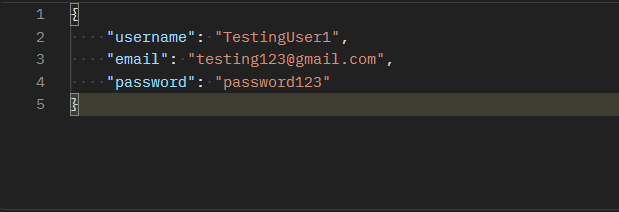 1 {
2     "username": "TestingUser1",
3     "email": "testing123@gmail.com",
4     "password": "password123"
5 }